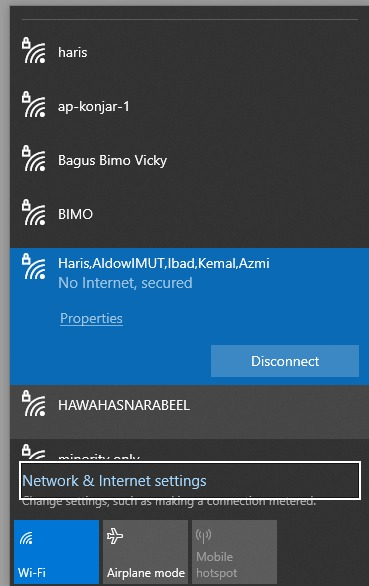 haris
ap-konjar-1
Bagus Bimo Vicky
BIMO
Haris,AldowIMUT,Ibad,Kemal,Azmi
No Internet, secured
Properties
Disconnect
HAWAHASNARABEEL
minority only
Network & Internet settings
Change settings, such as making a connection metered.
Wi-Fi
Airplane mode
Mobile
hotspot